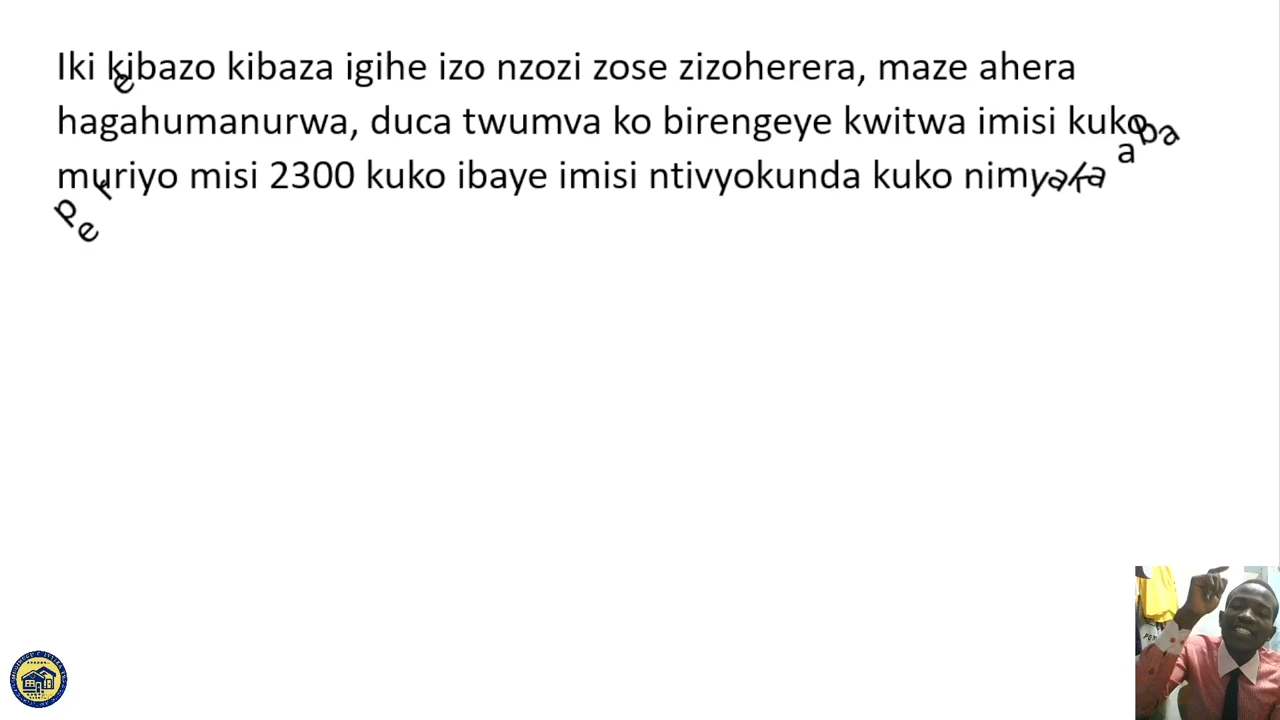 Iki kibazo kibaza igihe izo nzozi zose zizoherera, maze ahera
hagahumanurwa, duca twumva ko birengeye kwitwa imisi kuko
muriyo misi 2300 kuko ibaye imisi ntivyokunda kuko nimyaka